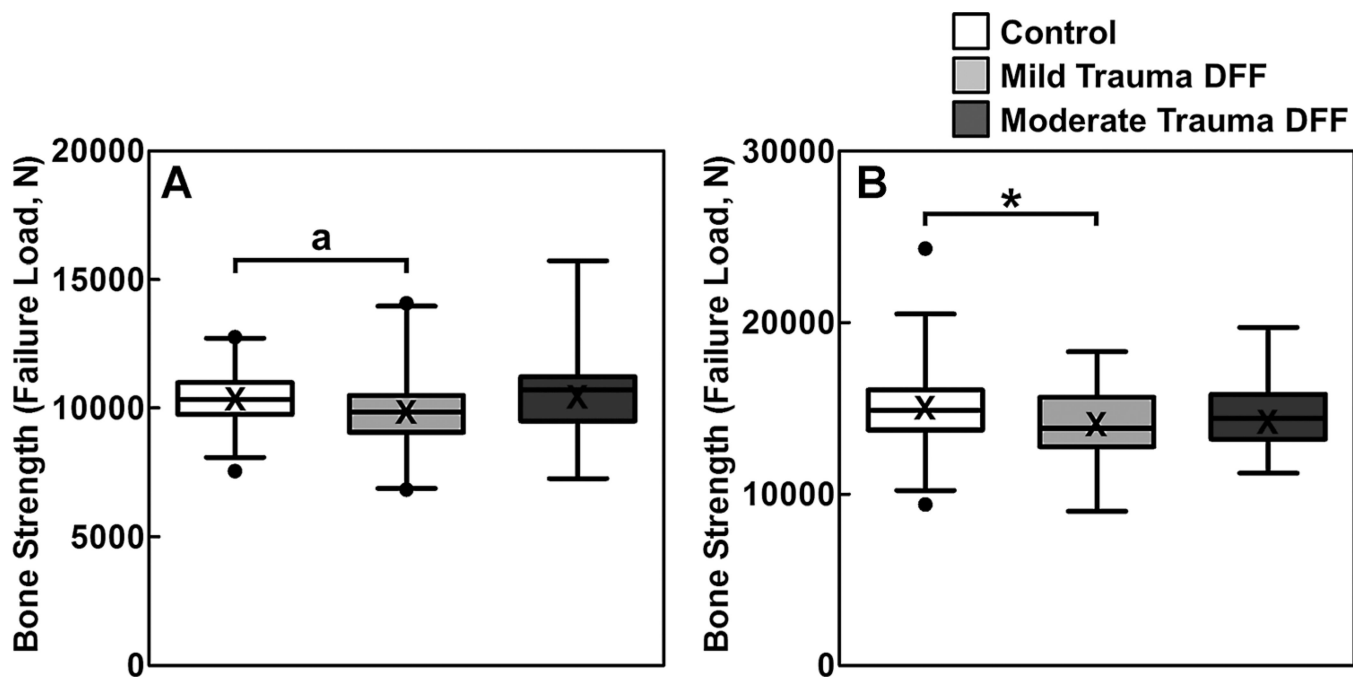 Control
Mild Trauma DFF
Moderate Trauma DFF
A
a
Bone Strength (Failure Load, N)
20000
15000
10000
5000
0
X
X
X
B
*
Bone Strength (Failure Load, N)
30000
20000
10000
0
X
X
X